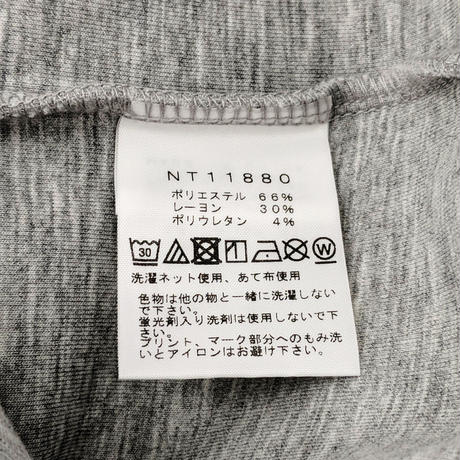 NT11880
ポリエステル 66%
レーヨン 30%
ポリウレタン 4%
30 W
洗濯ネット使用、あて布使用
色物は他の物と一緒に洗濯しない
で下さい。
蛍光剤入り洗剤は使用しないで下
さい。
プリント、マーク部分へのもみ洗
いとアイロンはお避け下さい。